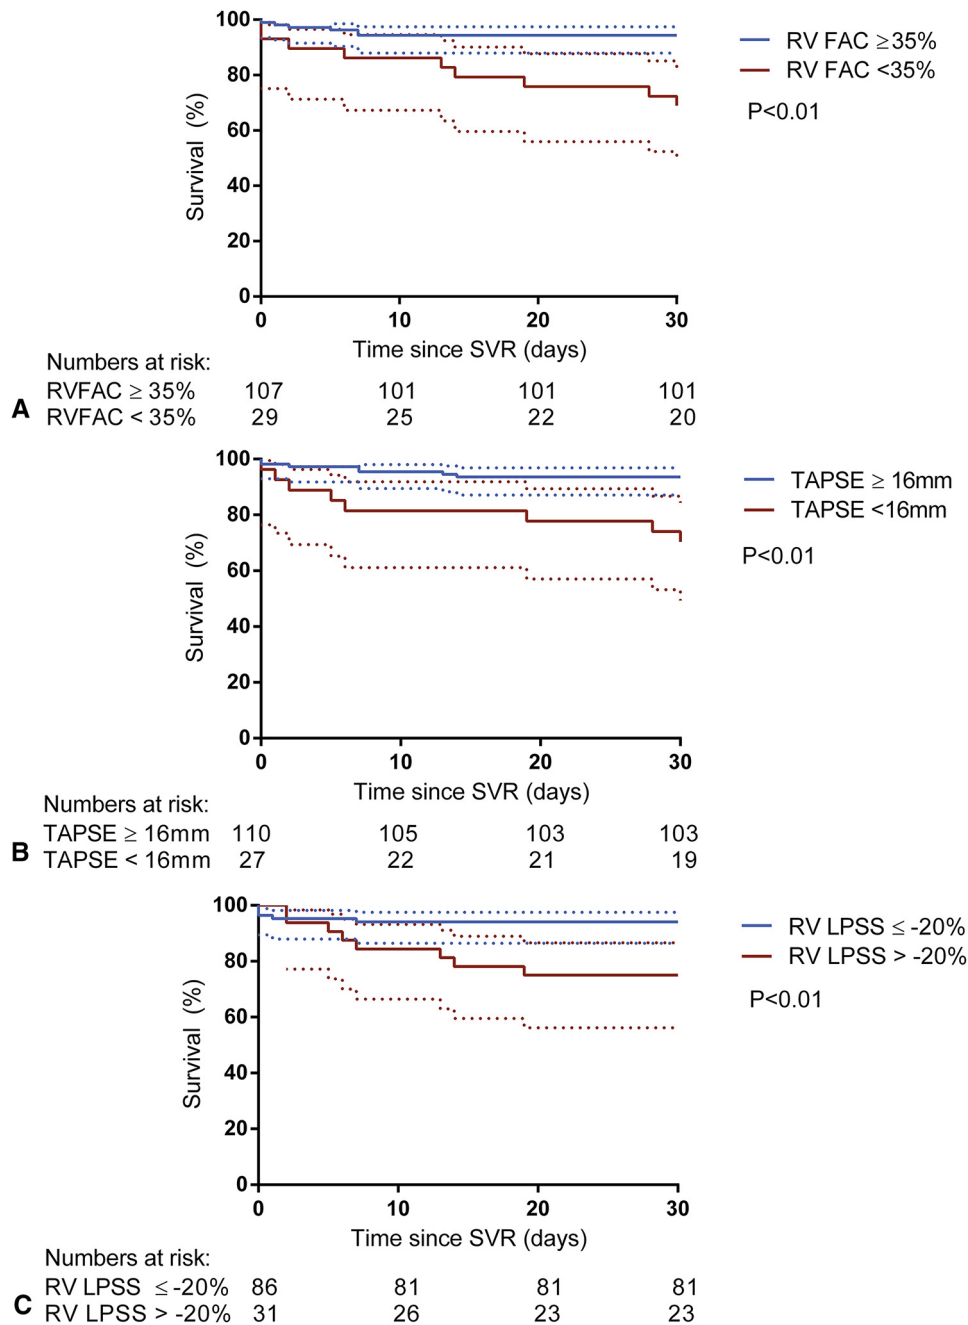 100
80
60
40
20
0
Survival (%)
0 10 20 30
Time since SVR (days)
RV FAC ≥35%
RV FAC <35%
P<0.01
Numbers at risk:
RVFAC ≥ 35% 107 101 101 101
RVFAC < 35% 29 25 22 20
A
100
80
60
40
20
0
Survival (%)
0 10 20 30
Time since SVR (days)
TAPSE ≥ 16mm
TAPSE <16mm
P<0.01
Numbers at risk:
TAPSE ≥ 16mm 110 105 103 103
TAPSE < 16mm 27 22 21 19
B
100
80
60
40
20
0
Survival (%)
0 10 20 30
Time since SVR (days)
RV LPSS ≤ -20%
RV LPSS > -20%
P<0.01
Numbers at risk:
RV LPSS ≤ -20% 86 81 81 81
RV LPSS > -20% 31 26 23 23
C